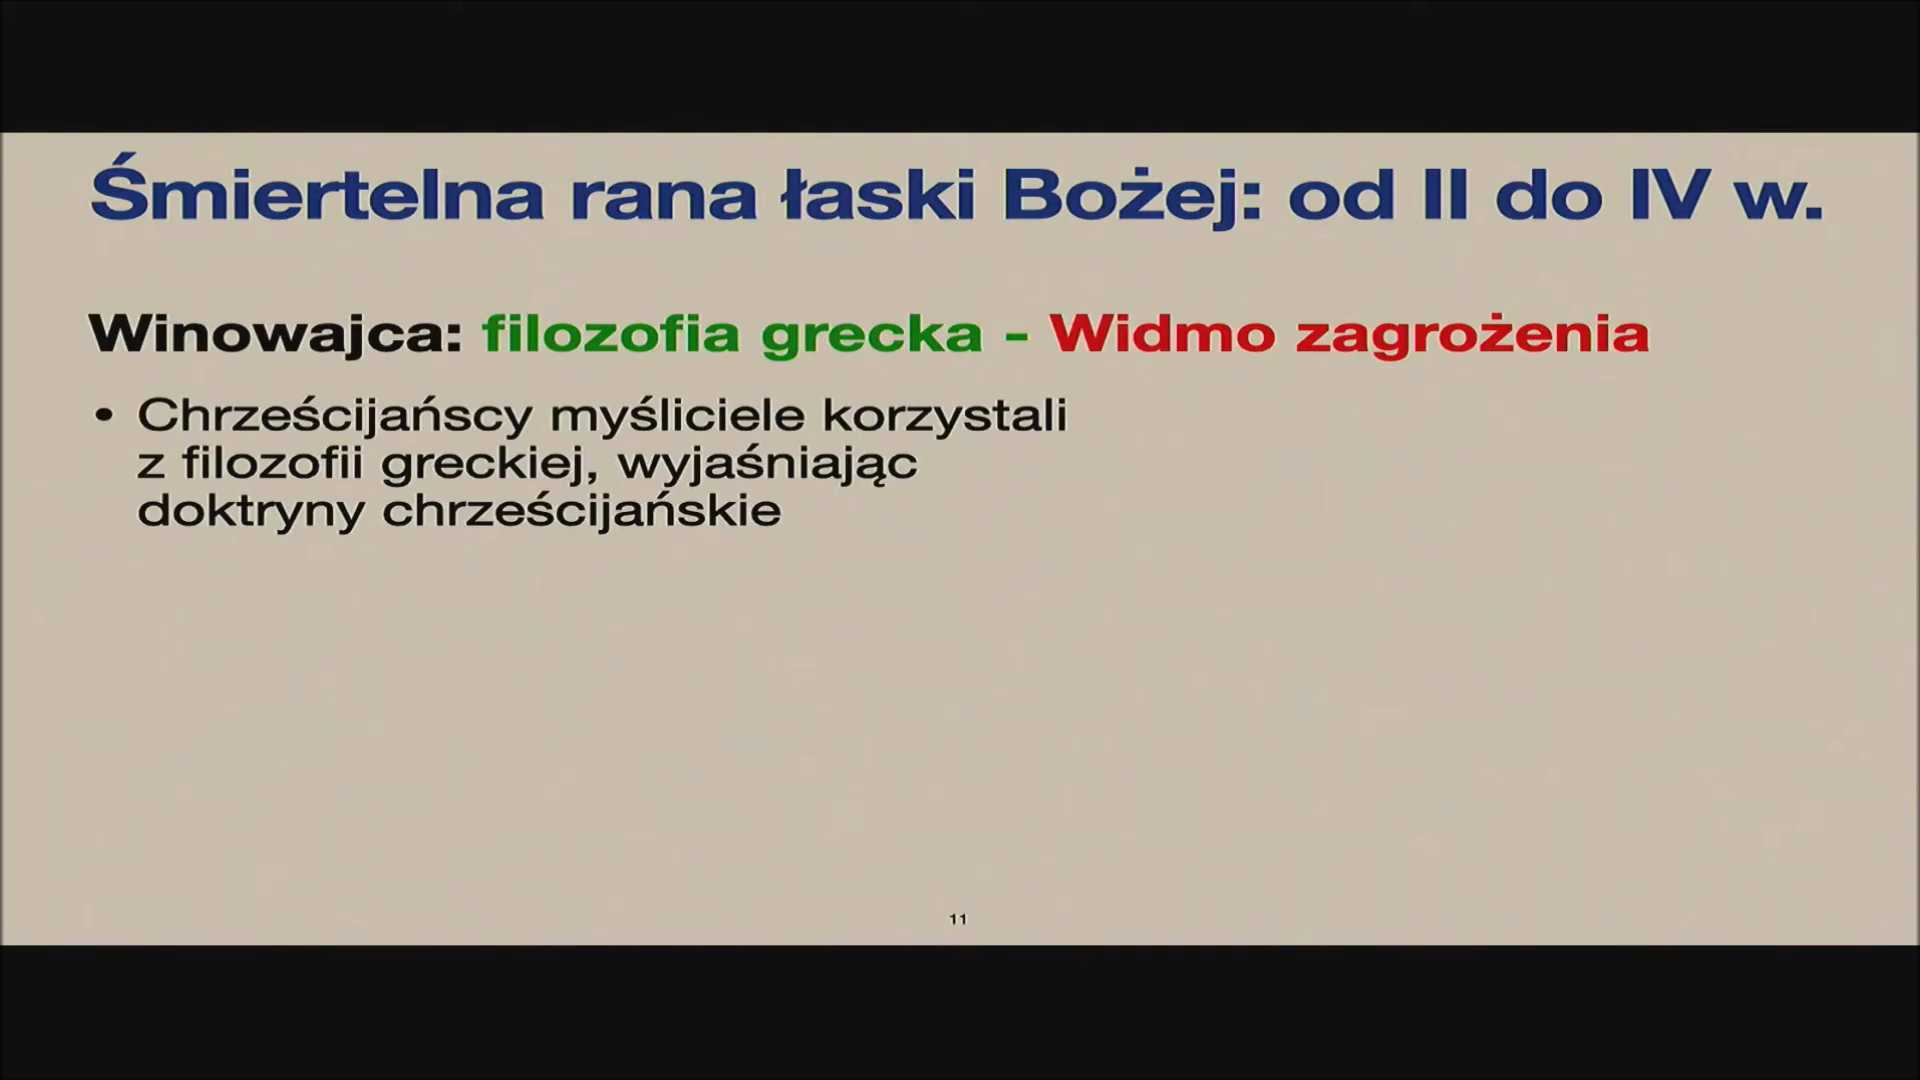 Śmiertelna rana łaski Bożej: od II do IV w.
Winowajca: filozofia grecka - Widmo zagrożenia
• Chrześcijańscy myśliciele korzystali
z filozofii greckiej, wyjaśniając
doktryny chrześcijańskie
11